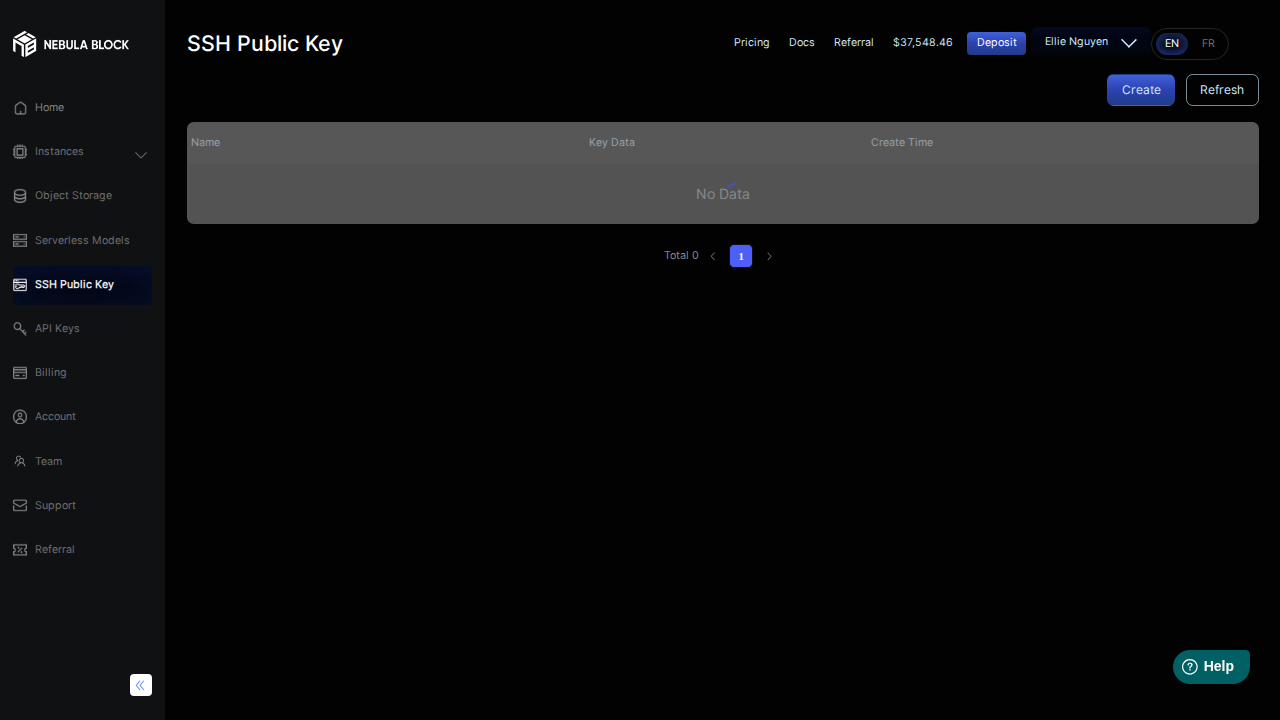 NEBULA BLOCK
SSH Public Key
Pricing
Docs
Referral
$37,548.46
Deposit
Ellie Nguyen
EN
FR
Create
Refresh
Home
Instances
Object Storage
Serverless Models
SSH Public Key
API Keys
Billing
Account
Team
Support
Referral
Name
Key Data
Create Time
No Data
Total 0
1
Help